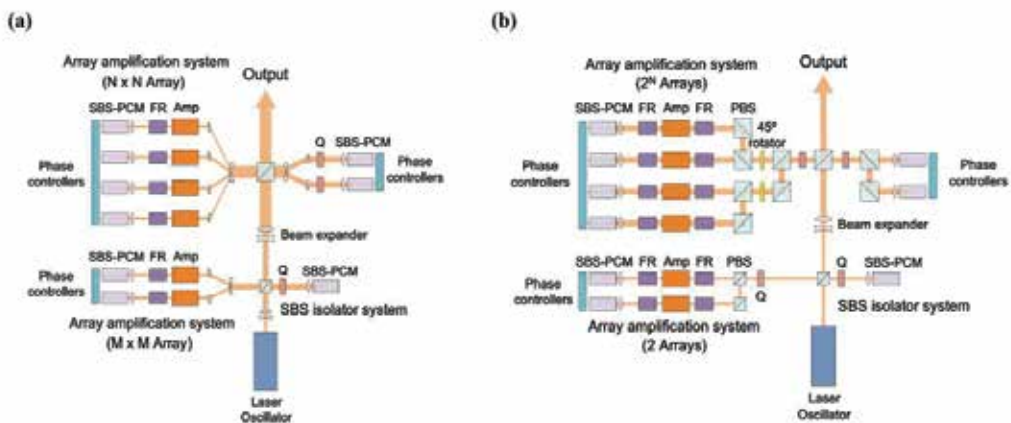 (a)
Array amplification system
(N x N Array)
Output
SBS-PCM FR Amp
Q SBS-PCM
Phase
controllers
Phase
controllers
Beam expander
SBS-PCM FR Amp
Q
SBS-PCM
Phase
controllers
SBS isolator system
Array amplification system
(M x M Array)
Laser
Oscillator
(b)
Array amplification system
(2ᴺ Arrays)
Output
SBS-PCM FR Amp FR PBS
45º
rotator
Phase
controllers
Phase
controllers
Beam expander
SBS-PCM FR Amp FR PBS
Q SBS-PCM
Phase
controllers
Q
SBS isolator system
Array amplification system
(2 Arrays)
Laser
Oscillator